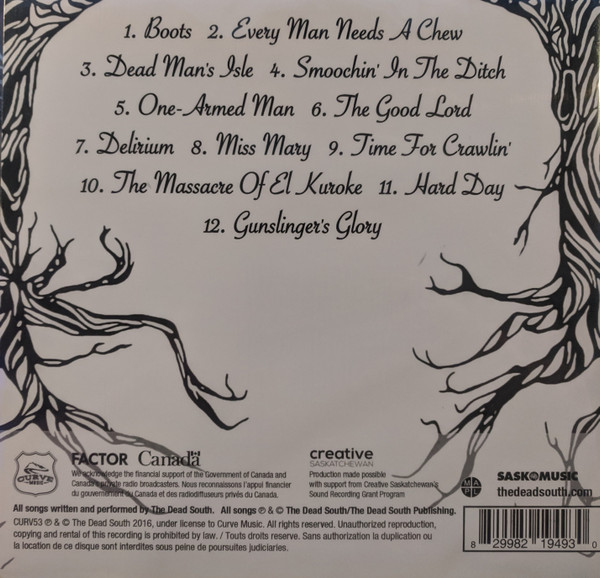 1. Boots 2. Every Man Needs A Chew
3. Dead Man's Isle 4. Smoochin' In The Ditch
5. One-Armed Man 6. The Good Lord
7. Delirium 8. Miss Mary 9. Time For Crawlin'
10. The Massacre Of El Kuroke 11. Hard Day
12. Gunslinger's Glory
CURVE
MUSIC
FACTOR Canada
We acknowledge the financial support of the Government of Canada and
Canada's private radio broadcasters. Nous reconnaissons l'appui financier
du gouvernement du Canada et des radiodiffuseurs privés du Canada.
creative
SASKATCHEWAN
Production made possible
with support from Creative Saskatchewan's
Sound Recording Grant Program
SASKMUSIC
thedeadsouth.com
All songs written and performed by The Dead South. All songs ℗ & © The Dead South/The Dead South Publishing.
CURV53 ℗ & © The Dead South 2016, under license to Curve Music. All rights reserved. Unauthorized reproduction,
copying and rental of this recording is prohibited by law. / Touts droits reserve. Sans autorisation la duplication ou
la location de ce disque sont interdites sous peine de poursuites judiciaries.
8 29982 19493 0